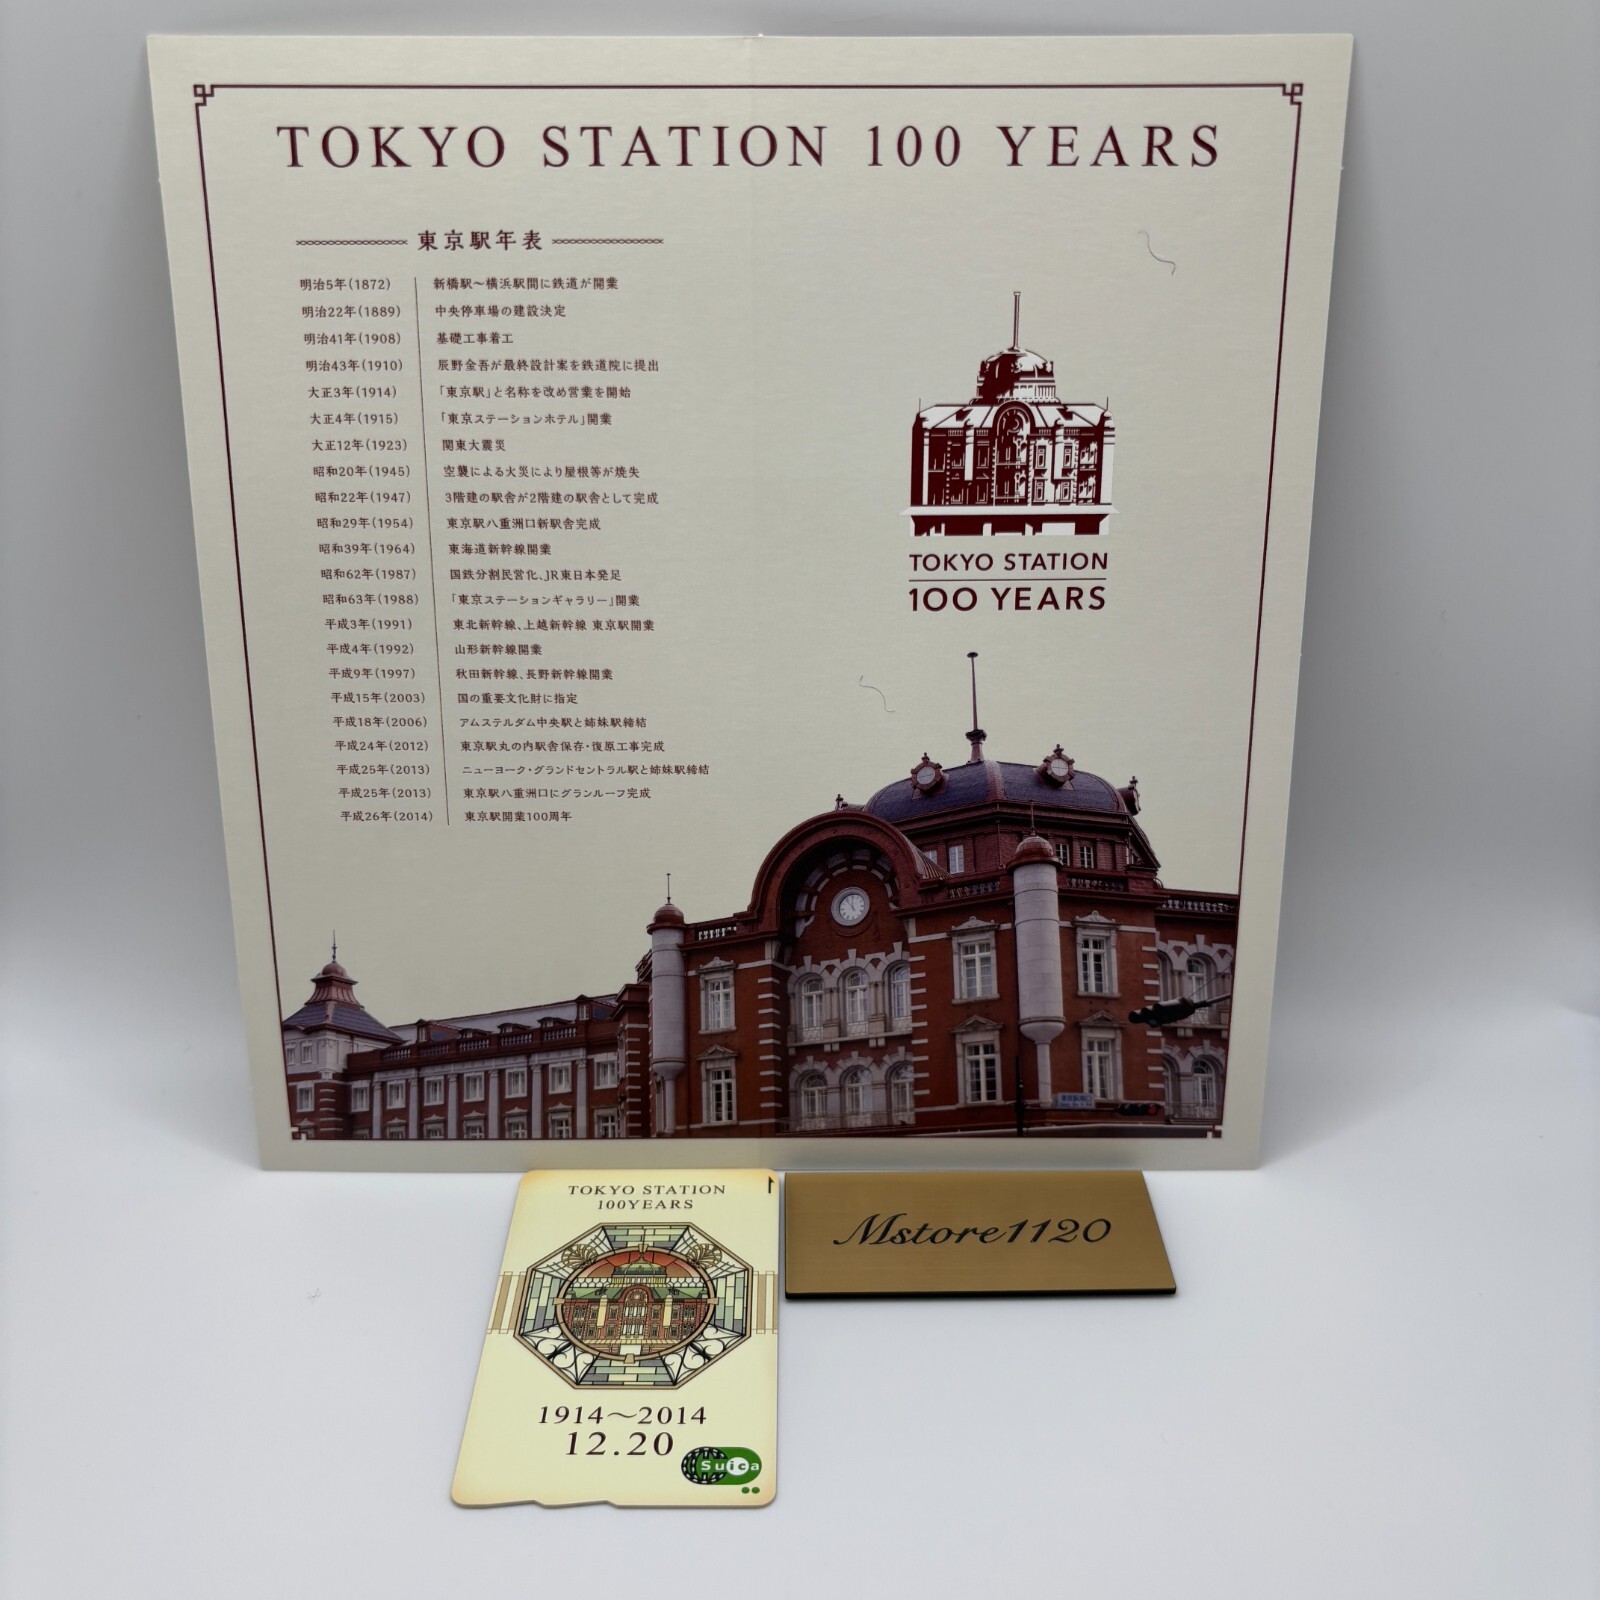 TOKYO STATION 100 YEARS
東京駅年表
明治5年(1872) 新橋駅～横浜駅間に鉄道が開業
明治22年(1889) 中央停車場の建設決定
明治41年(1908) 基礎工事着工
明治43年(1910) 辰野金吾が最終設計案を鉄道院に提出
大正3年(1914) 「東京駅」と名称を改め営業を開始
大正4年(1915) 「東京ステーションホテル」開業
大正12年(1923) 関東大震災
昭和20年(1945) 空襲による火災により屋根等が焼失
昭和22年(1947) 3階建の駅舎が2階建の駅舎として完成
昭和29年(1954) 東京駅八重洲口新駅舎完成
昭和39年(1964) 東海道新幹線開業
昭和62年(1987) 国鉄分割民営化、JR東日本発足
昭和63年(1988) 「東京ステーションギャラリー」開業
平成3年(1991) 東北新幹線、上越新幹線 東京駅開業
平成4年(1992) 山形新幹線開業
平成9年(1997) 秋田新幹線、長野新幹線開業
平成15年(2003) 国の重要文化財に指定
平成18年(2006) アムステルダム中央駅と姉妹駅締結
平成24年(2012) 東京駅丸の内駅舎保存・復原工事完成
平成25年(2013) ニューヨーク・グランドセントラル駅と姉妹駅締結
平成25年(2013) 東京駅八重洲口にグランルーフ完成
平成26年(2014) 東京駅開業100周年
TOKYO STATION
100 YEARS
TOKYO STATION
100YEARS
1914～2014
12.20
Suica
Mstore1120